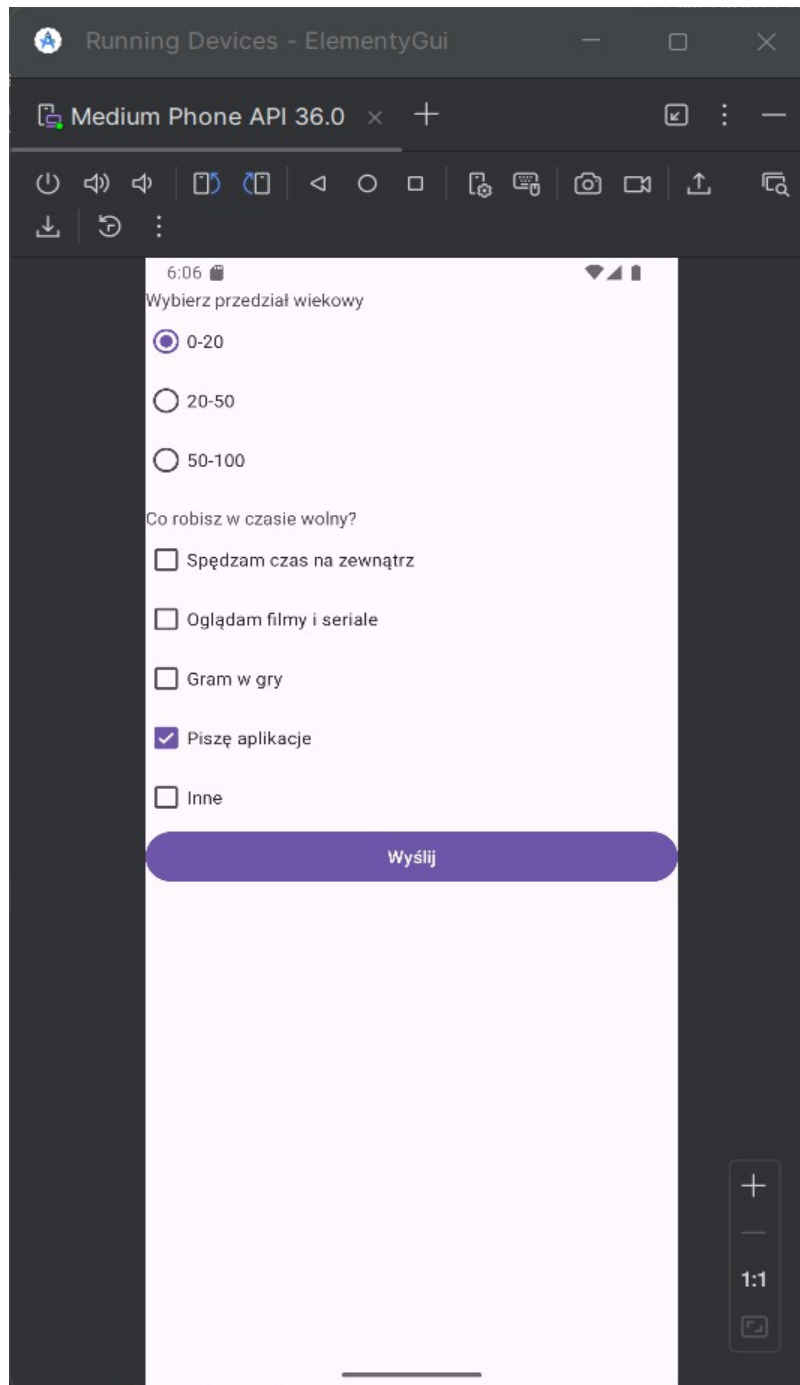 Running Devices - ElementyGui
Medium Phone API 36.0
6:06
Wybierz przedział wiekowy
0-20
20-50
50-100
Co robisz w czasie wolny?
Spędzam czas na zewnątrz
Oglądam filmy i seriale
Gram w gry
Piszę aplikacje
Inne
Wyślij
1:1